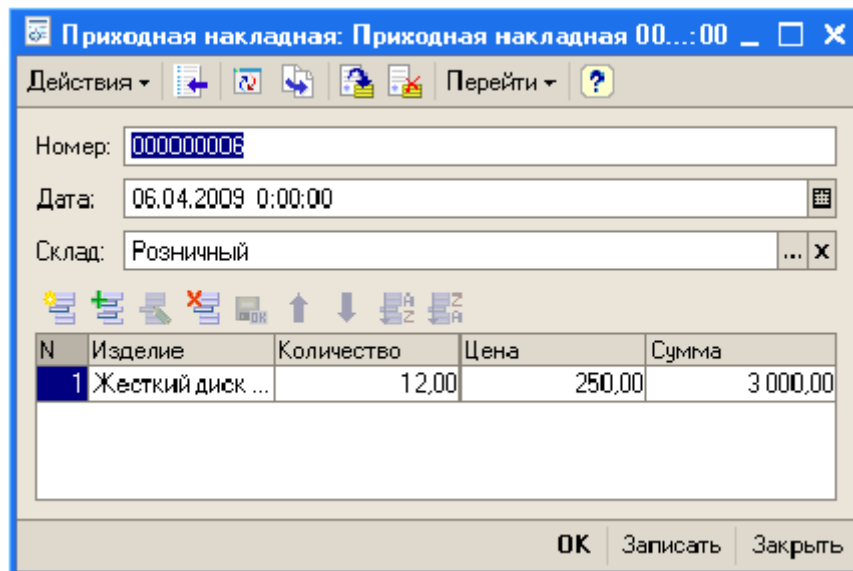 Приходная накладная: Приходная накладная 00...:00
Действия Перейти ?
Номер: 000000006
Дата: 06.04.2009 0:00:00
Склад: Розничный ... x
N Изделие Количество Цена Сумма
1 Жесткий диск ... 12,00 250,00 3 000,00
OK Записать Закрыть